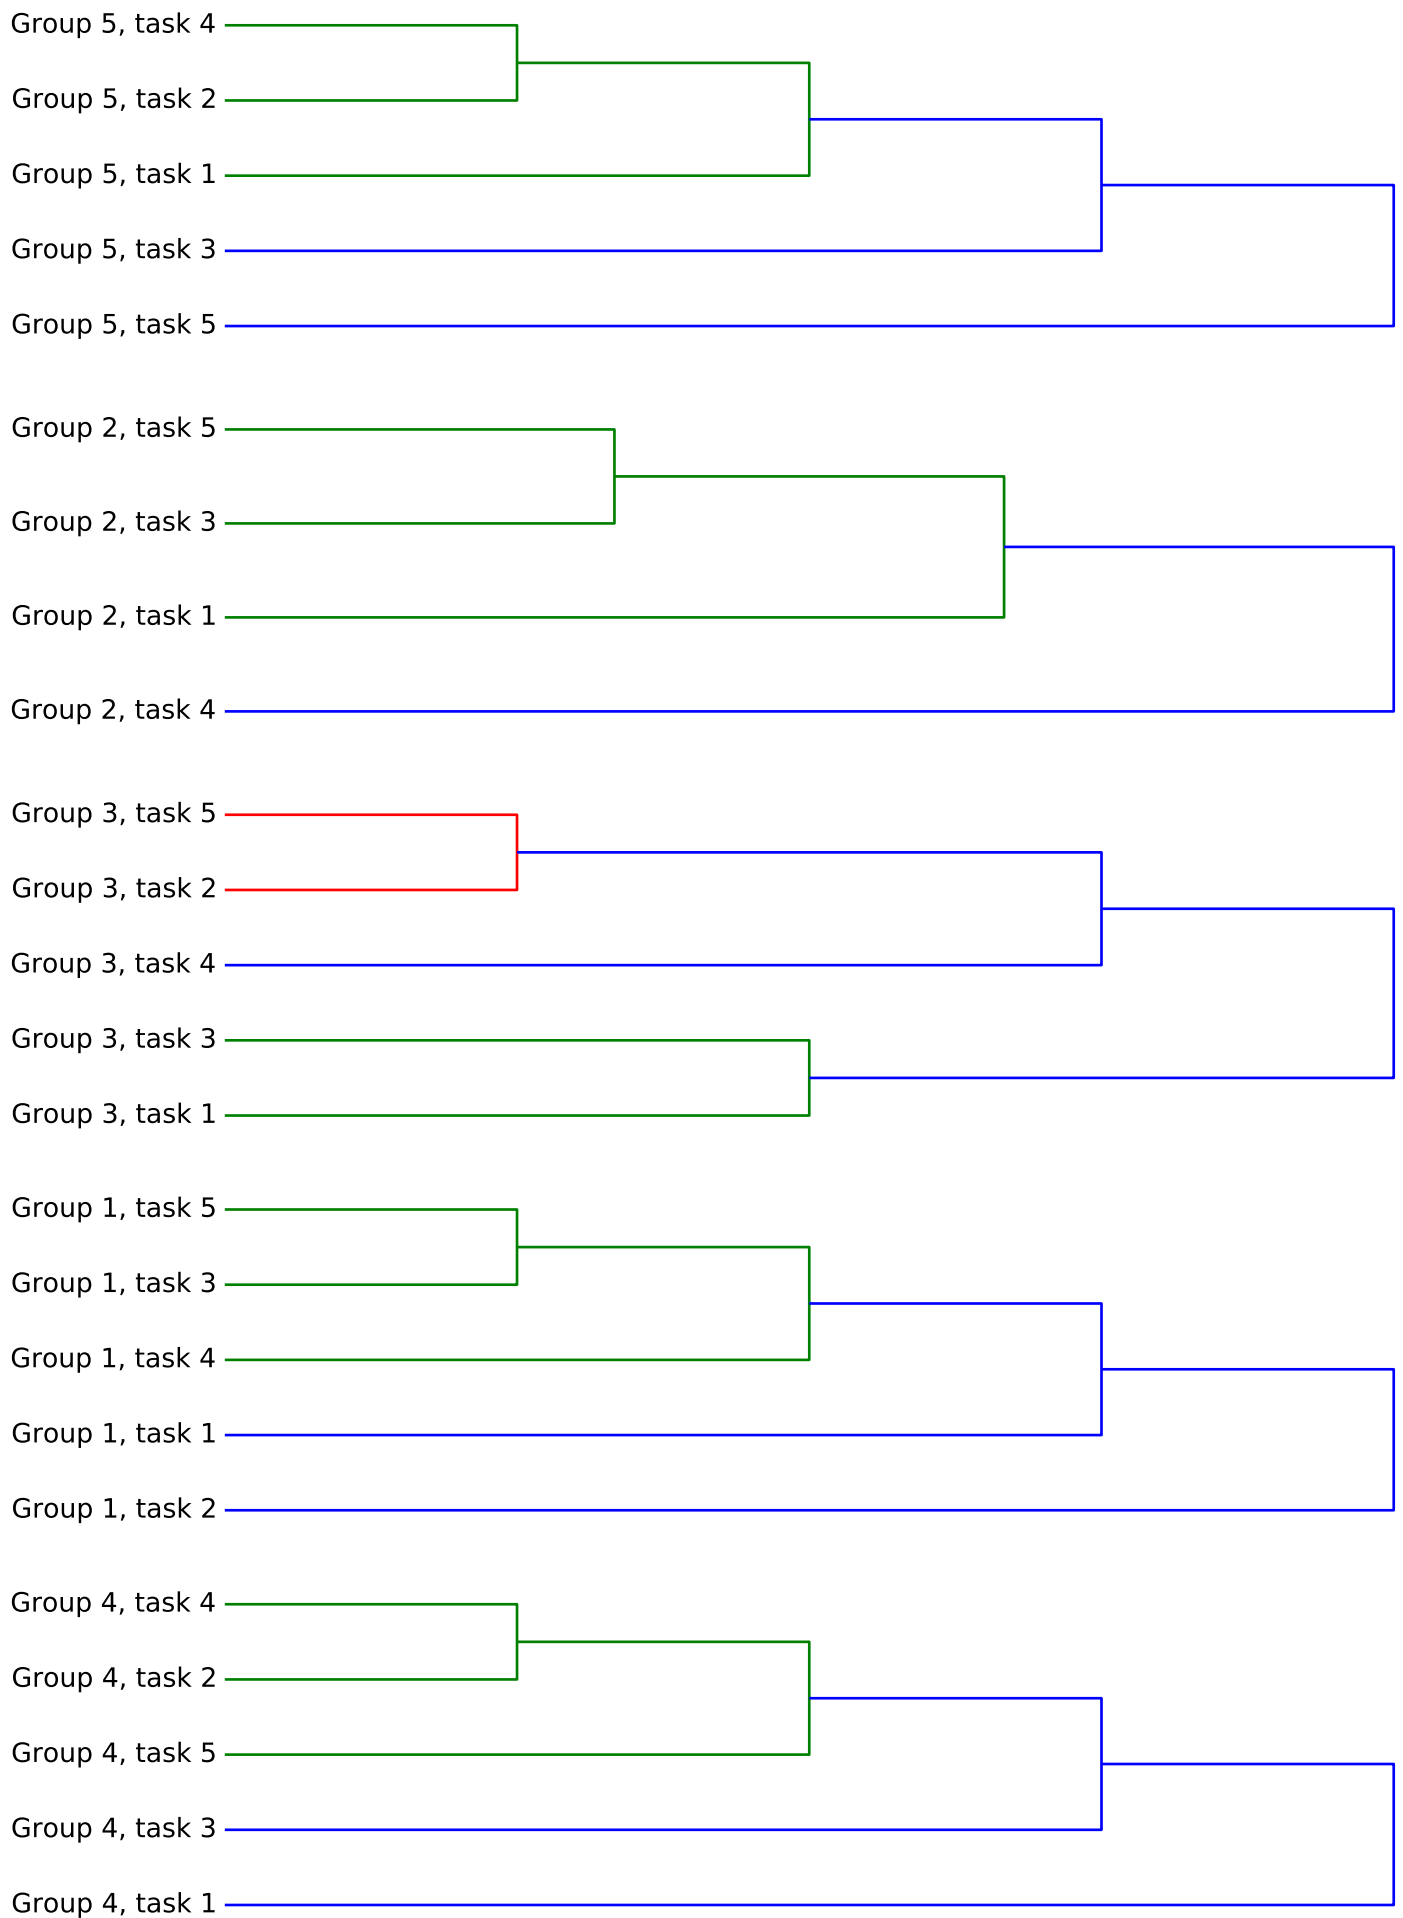 Group 5, task 4
Group 5, task 2
Group 5, task 1
Group 5, task 3
Group 5, task 5
Group 2, task 5
Group 2, task 3
Group 2, task 1
Group 2, task 4
Group 3, task 5
Group 3, task 2
Group 3, task 4
Group 3, task 3
Group 3, task 1
Group 1, task 5
Group 1, task 3
Group 1, task 4
Group 1, task 1
Group 1, task 2
Group 4, task 4
Group 4, task 2
Group 4, task 5
Group 4, task 3
Group 4, task 1